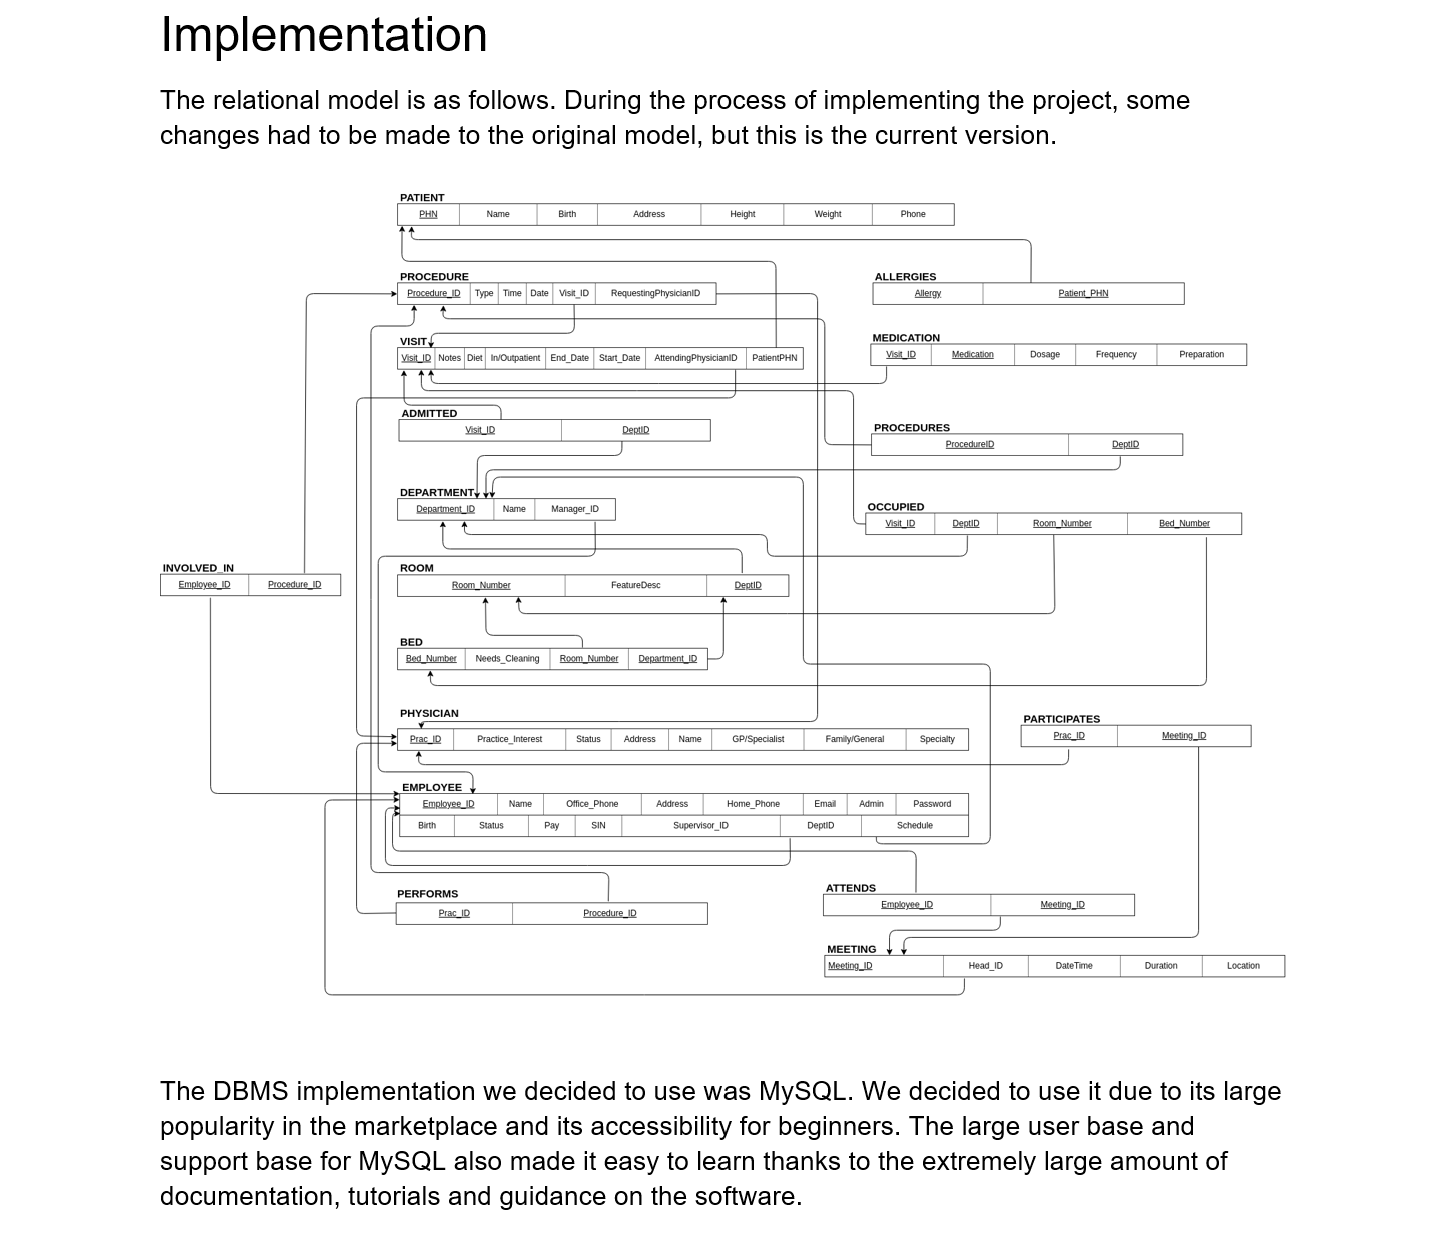 Implementation
The relational model is as follows. During the process of implementing the project, some
changes had to be made to the original model, but this is the current version.
PATIENT
PHN Name Birth Address Height Weight Phone
PROCEDURE
Procedure_ID Type Time Date Visit_ID RequestingPhysicianID
ALLERGIES
Allergy Patient_PHN
VISIT
Visit_ID Notes Diet In/Outpatient End_Date Start_Date AttendingPhysicianID PatientPHN
MEDICATION
Visit_ID Medication Dosage Frequency Preparation
ADMITTED
Visit_ID DeptID
PROCEDURES
ProcedureID DeptID
DEPARTMENT
Department_ID Name Manager_ID
OCCUPIED
Visit_ID DeptID Room_Number Bed_Number
INVOLVED_IN
Employee_ID Procedure_ID
ROOM
Room_Number FeatureDesc DeptID
BED
Bed_Number Needs_Cleaning Room_Number Department_ID
PHYSICIAN
Prac_ID Practice_Interest Status Address Name GP/Specialist Family/General Specialty
PARTICIPATES
Prac_ID Meeting_ID
EMPLOYEE
Employee_ID Name Office_Phone Address Home_Phone Email Admin Password
Birth Status Pay SIN Supervisor_ID DeptID Schedule
PERFORMS
Prac_ID Procedure_ID
ATTENDS
Employee_ID Meeting_ID
MEETING
Meeting_ID Head_ID DateTime Duration Location
The DBMS implementation we decided to use was MySQL. We decided to use it due to its large
popularity in the marketplace and its accessibility for beginners. The large user base and
support base for MySQL also made it easy to learn thanks to the extremely large amount of
documentation, tutorials and guidance on the software.